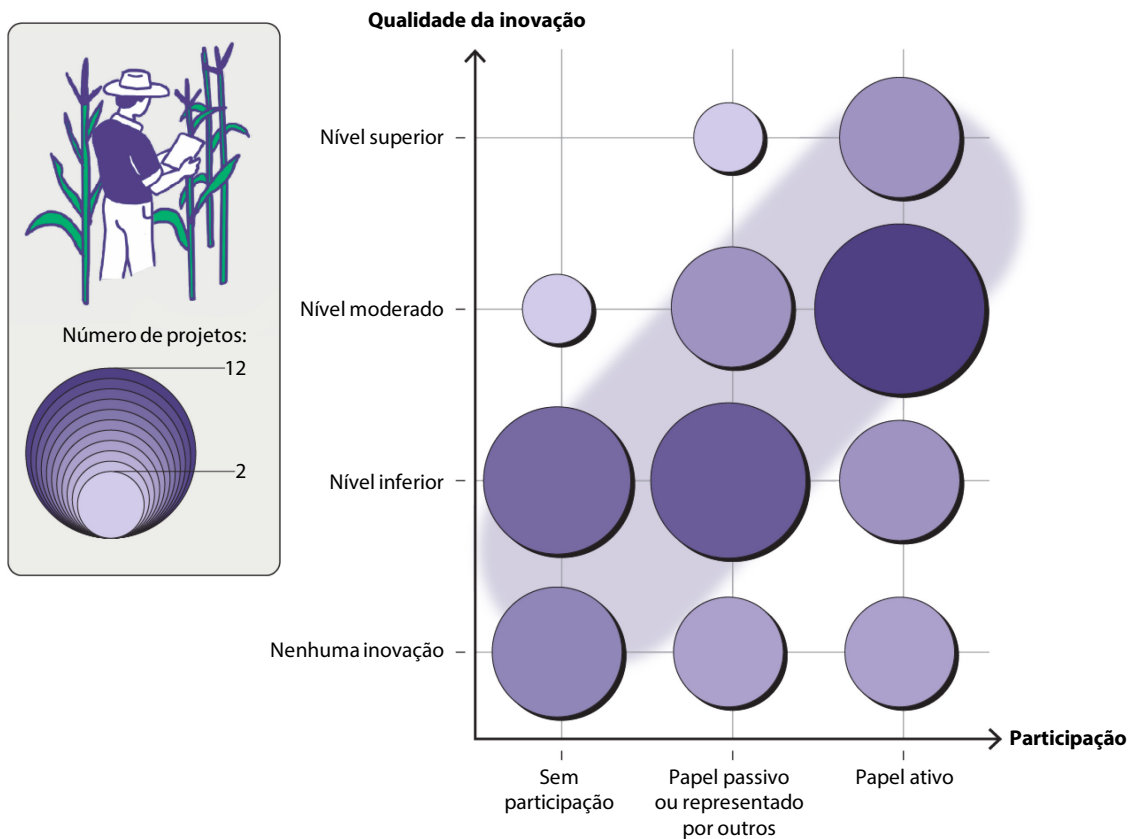 Qualidade da inovação
Nível superior
Nível moderado
Nível inferior
Nenhuma inovação
Número de projetos:
12
2
Participação
Sem
participação
Papel passivo
ou representado
por outros
Papel ativo